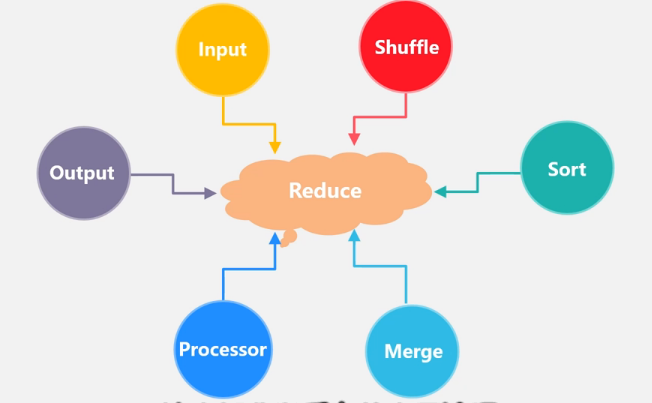 Input
Shuffle
Output
Reduce
Sort
Processor
Merge